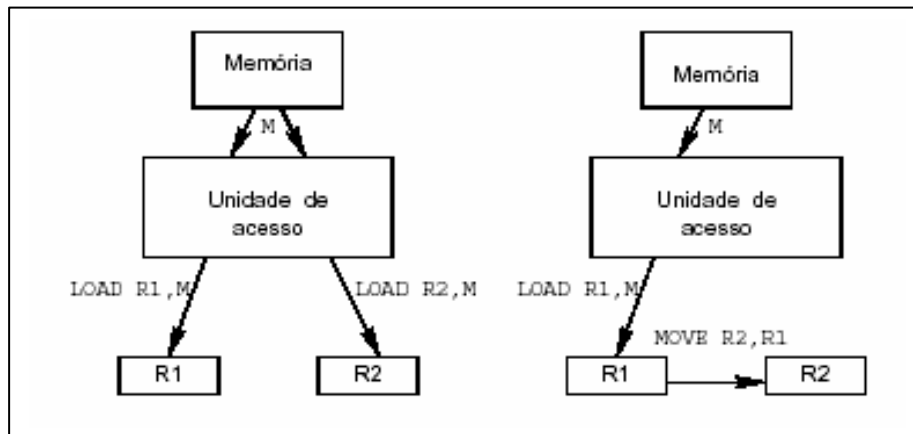 Memória
M
Unidade de
acesso
LOAD R1,M
LOAD R2,M
R1
R2
Memória
M
Unidade de
acesso
LOAD R1,M
MOVE R2,R1
R1
R2